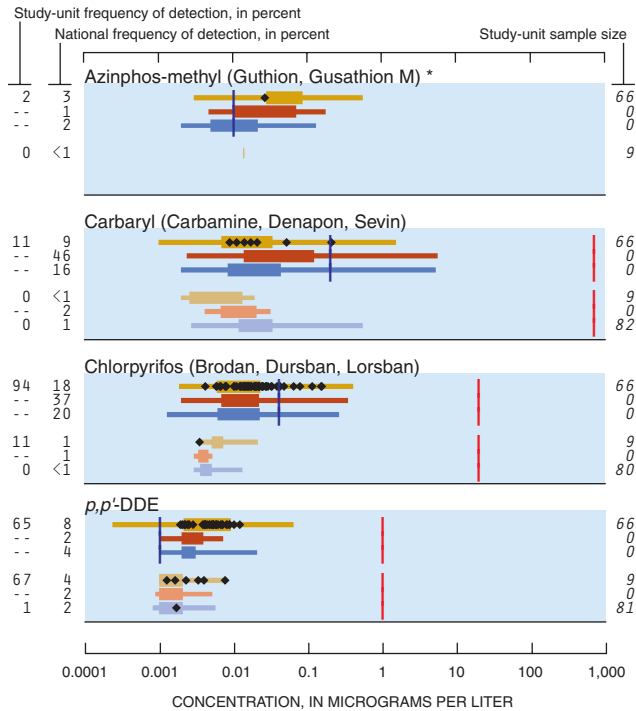 Study-unit frequency of detection, in percent
National frequency of detection, in percent
Study-unit sample size
Azinphos-methyl (Guthion, Gusathion M) *
2 3 66
-- 1 0
-- 2 0
0 <1 9
Carbaryl (Carbamine, Denapon, Sevin)
11 9 66
-- 46 0
-- 16 0
0 <1 9
-- 2 0
0 1 82
Chlorpyrifos (Brodan, Dursban, Lorsban)
94 18 66
-- 37 0
-- 20 0
11 1 9
-- 1 0
0 <1 80
p,p'-DDE
65 8 66
-- 2 0
-- 4 0
67 4 9
-- 2 0
1 2 81
0.0001 0.001 0.01 0.1 1 10 100 1,000
CONCENTRATION, IN MICROGRAMS PER LITER